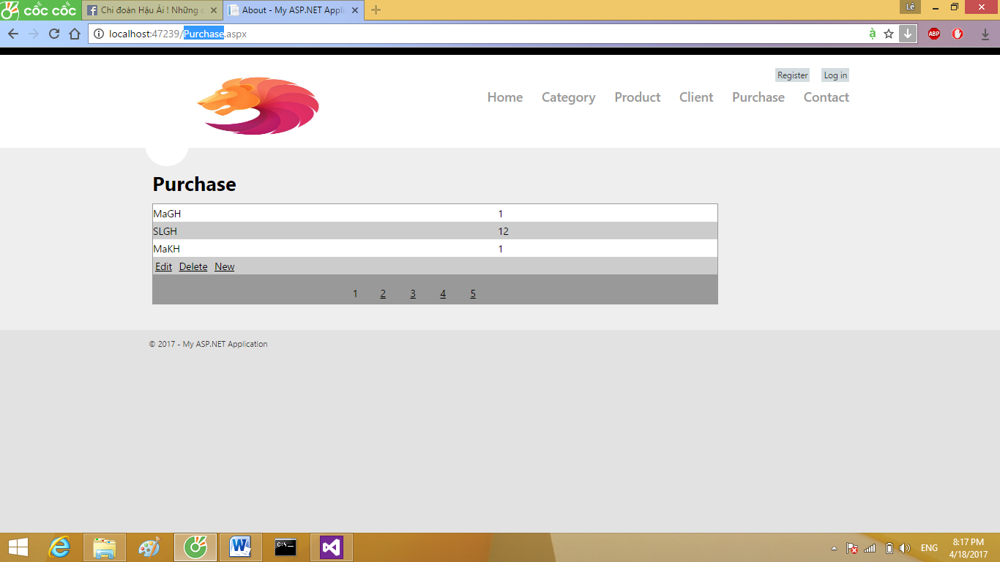 cốc cốc
Chi đoàn Hậu Ái ! Những
About - My ASP.NET Appli
Lê
localhost:47239/Purchase.aspx
ABP
Register Log in
Home Category Product Client Purchase Contact
Purchase
MaGH 1
SLGH 12
MaKH 1
Edit Delete New
1 2 3 4 5
© 2017 - My ASP.NET Application
ENG
8:17 PM
4/18/2017